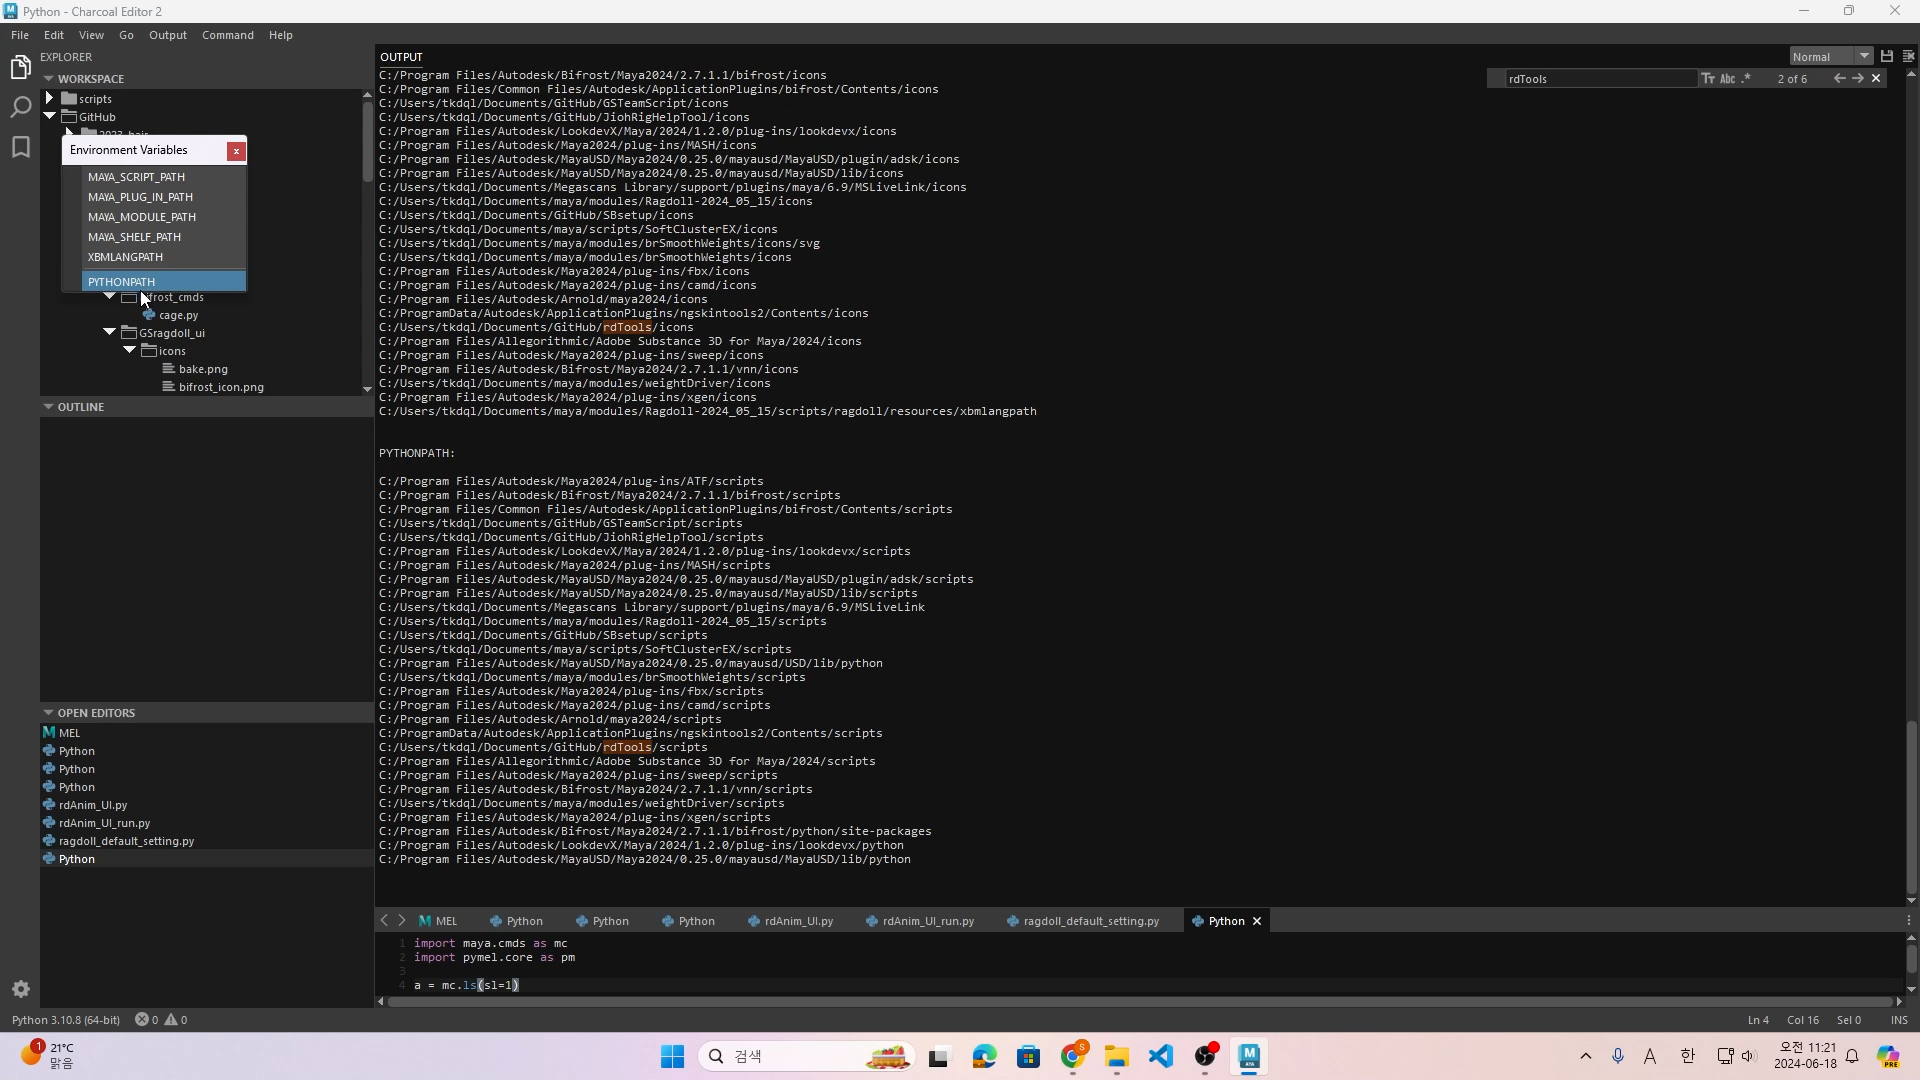 Python - Charcoal Editor 2
File Edit View Go Output Command Help
EXPLORER
WORKSPACE
scripts
GitHub
Environment Variables
x
MAYA_SCRIPT_PATH
MAYA_PLUG_IN_PATH
MAYA_MODULE_PATH
MAYA_SHELF_PATH
XBMLANGPATH
PYTHONPATH
ifrost_cmds
cage.py
GSragdoll_ui
icons
bake.png
bifrost_icon.png
OUTLINE
OPEN EDITORS
MEL
Python
Python
Python
rdAnim_UI.py
rdAnim_UI_run.py
ragdoll_default_setting.py
Python
OUTPUT
Normal
rdTools
Abc
2 of 6
C:/Program Files/Autodesk/Bifrost/Maya2024/2.7.1.1/bifrost/icons
C:/Program Files/Common Files/Autodesk/ApplicationPlugins/bifrost/Contents/icons
C:/Users/tkdql/Documents/GitHub/GSTeamScript/icons
C:/Users/tkdql/Documents/GitHub/JiohRigHelpTool/icons
C:/Program Files/Autodesk/LookdevX/Maya/2024/1.2.0/plug-ins/lookdevx/icons
C:/Program Files/Autodesk/Maya2024/plug-ins/MASH/icons
C:/Program Files/Autodesk/MayaUSD/Maya2024/0.25.0/mayausd/MayaUSD/plugin/adsk/icons
C:/Program Files/Autodesk/MayaUSD/Maya2024/0.25.0/mayausd/MayaUSD/lib/icons
C:/Users/tkdql/Documents/Megascans Library/support/plugins/maya/6.9/MSLiveLink/icons
C:/Users/tkdql/Documents/maya/modules/Ragdoll-2024_05_15/icons
C:/Users/tkdql/Documents/GitHub/SBsetup/icons
C:/Users/tkdql/Documents/maya/scripts/SoftClusterEX/icons
C:/Users/tkdql/Documents/maya/modules/brSmoothWeights/icons/svg
C:/Users/tkdql/Documents/maya/modules/brSmoothWeights/icons
C:/Program Files/Autodesk/Maya2024/plug-ins/fbx/icons
C:/Program Files/Autodesk/Maya2024/plug-ins/camd/icons
C:/Program Files/Autodesk/Arnold/maya2024/icons
C:/ProgramData/Autodesk/ApplicationPlugins/ngskintools2/Contents/icons
C:/Users/tkdql/Documents/GitHub/rdTools/icons
C:/Program Files/Allegorithmic/Adobe Substance 3D for Maya/2024/icons
C:/Program Files/Autodesk/Maya2024/plug-ins/sweep/icons
C:/Program Files/Autodesk/Bifrost/Maya2024/2.7.1.1/vnn/icons
C:/Users/tkdql/Documents/maya/modules/weightDriver/icons
C:/Program Files/Autodesk/Maya2024/plug-ins/xgen/icons
C:/Users/tkdql/Documents/maya/modules/Ragdoll-2024_05_15/scripts/ragdoll/resources/xbmlangpath
PYTHONPATH:
C:/Program Files/Autodesk/Maya2024/plug-ins/ATF/scripts
C:/Program Files/Autodesk/Bifrost/Maya2024/2.7.1.1/bifrost/scripts
C:/Program Files/Common Files/Autodesk/ApplicationPlugins/bifrost/Contents/scripts
C:/Users/tkdql/Documents/GitHub/GSTeamScript/scripts
C:/Users/tkdql/Documents/GitHub/JiohRigHelpTool/scripts
C:/Program Files/Autodesk/LookdevX/Maya/2024/1.2.0/plug-ins/lookdevx/scripts
C:/Program Files/Autodesk/Maya2024/plug-ins/MASH/scripts
C:/Program Files/Autodesk/MayaUSD/Maya2024/0.25.0/mayausd/MayaUSD/plugin/adsk/scripts
C:/Program Files/Autodesk/MayaUSD/Maya2024/0.25.0/mayausd/MayaUSD/lib/scripts
C:/Users/tkdql/Documents/Megascans Library/support/plugins/maya/6.9/MSLiveLink
C:/Users/tkdql/Documents/maya/modules/Ragdoll-2024_05_15/scripts
C:/Users/tkdql/Documents/GitHub/SBsetup/scripts
C:/Users/tkdql/Documents/maya/scripts/SoftClusterEX/scripts
C:/Program Files/Autodesk/MayaUSD/Maya2024/0.25.0/mayausd/USD/lib/python
C:/Users/tkdql/Documents/maya/modules/brSmoothWeights/scripts
C:/Program Files/Autodesk/Maya2024/plug-ins/fbx/scripts
C:/Program Files/Autodesk/Maya2024/plug-ins/camd/scripts
C:/Program Files/Autodesk/Arnold/maya2024/scripts
C:/ProgramData/Autodesk/ApplicationPlugins/ngskintools2/Contents/scripts
C:/Users/tkdql/Documents/GitHub/rdTools/scripts
C:/Program Files/Allegorithmic/Adobe Substance 3D for Maya/2024/scripts
C:/Program Files/Autodesk/Maya2024/plug-ins/sweep/scripts
C:/Program Files/Autodesk/Bifrost/Maya2024/2.7.1.1/vnn/scripts
C:/Users/tkdql/Documents/maya/modules/weightDriver/scripts
C:/Program Files/Autodesk/Maya2024/plug-ins/xgen/scripts
C:/Program Files/Autodesk/Bifrost/Maya2024/2.7.1.1/bifrost/python/site-packages
C:/Program Files/Autodesk/LookdevX/Maya/2024/1.2.0/plug-ins/lookdevx/python
C:/Program Files/Autodesk/MayaUSD/Maya2024/0.25.0/mayausd/MayaUSD/lib/python
MEL Python Python Python rdAnim_UI.py rdAnim_UI_run.py ragdoll_default_setting.py Python
1 import maya.cmds as mc
2 import pymel.core as pm
3
4 a = mc.ls(sl=1)
Python 3.10.8 (64-bit) 0 0
Ln 4 Col 16 Sel 0 INS
1
21°C
맑음
검색
S
A
한
오전 11:21
2024-06-18
PRE